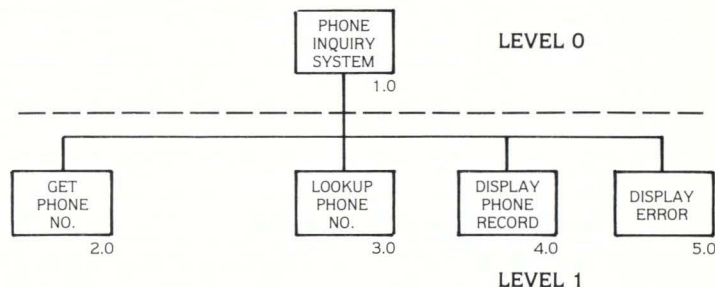 PHONE
INQUIRY
SYSTEM
LEVEL 0
1.0
GET
PHONE
NO.
2.0
LOOKUP
PHONE
NO.
3.0
DISPLAY
PHONE
RECORD
4.0
DISPLAY
ERROR
5.0
LEVEL 1